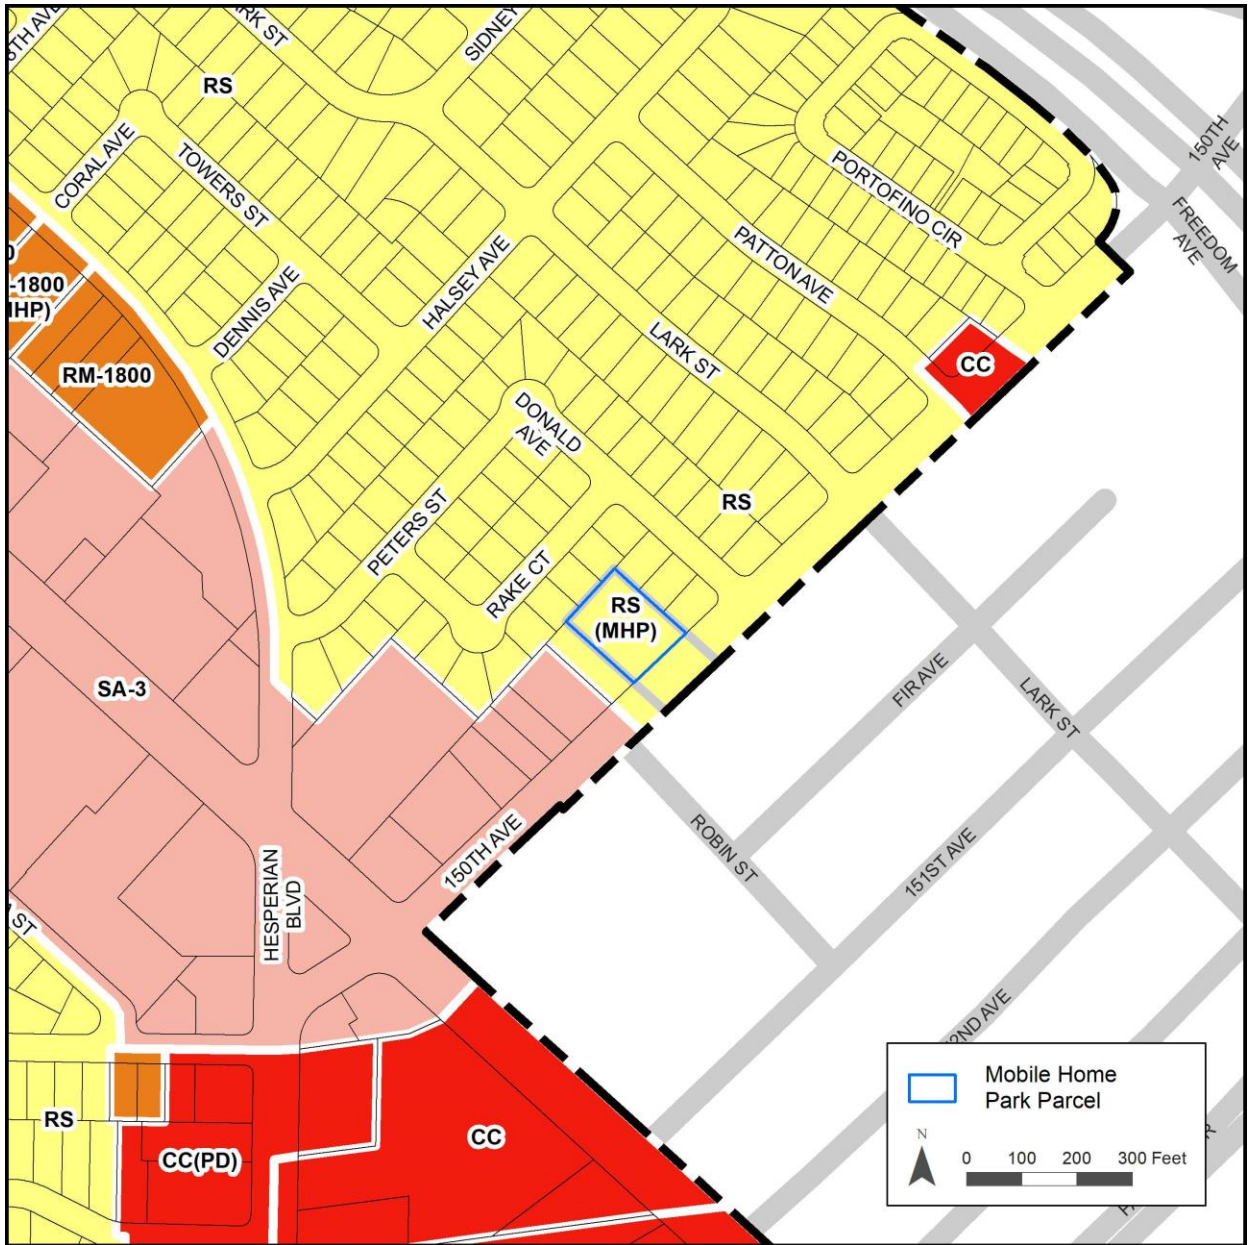 SIDNEY
RS
150TH
AVE
CORAL AVE
TOWERS ST
PORTOFINO CIR
FREEDOM
AVE
PATTON AVE
HALSEY AVE
-1800
DENNIS AVE
LARK ST
CC
RM-1800
DONALD
AVE
RS
PETERS ST
RAKE CT
RS
(MHP)
FIR AVE
LARK ST
SA-3
150TH AVE
ROBIN ST
151ST AVE
HESPERIAN
BLVD
2ND AVE
RS
CC
CC(PD)
Mobile Home
Park Parcel
N
0 100 200 300 Feet